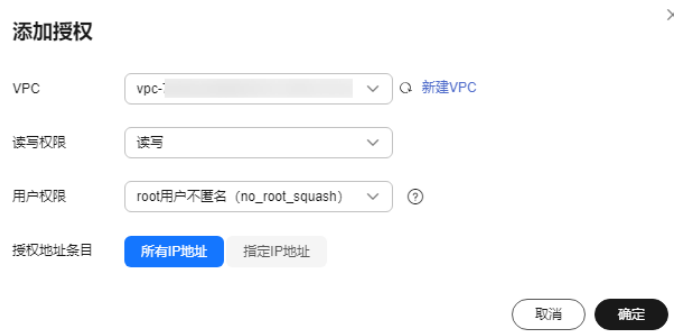 添加授权
VPC vpc- 新建VPC
读写权限 读写
用户权限 root用户不匿名（no_root_squash）
授权地址条目 所有IP地址 指定IP地址
取消 确定